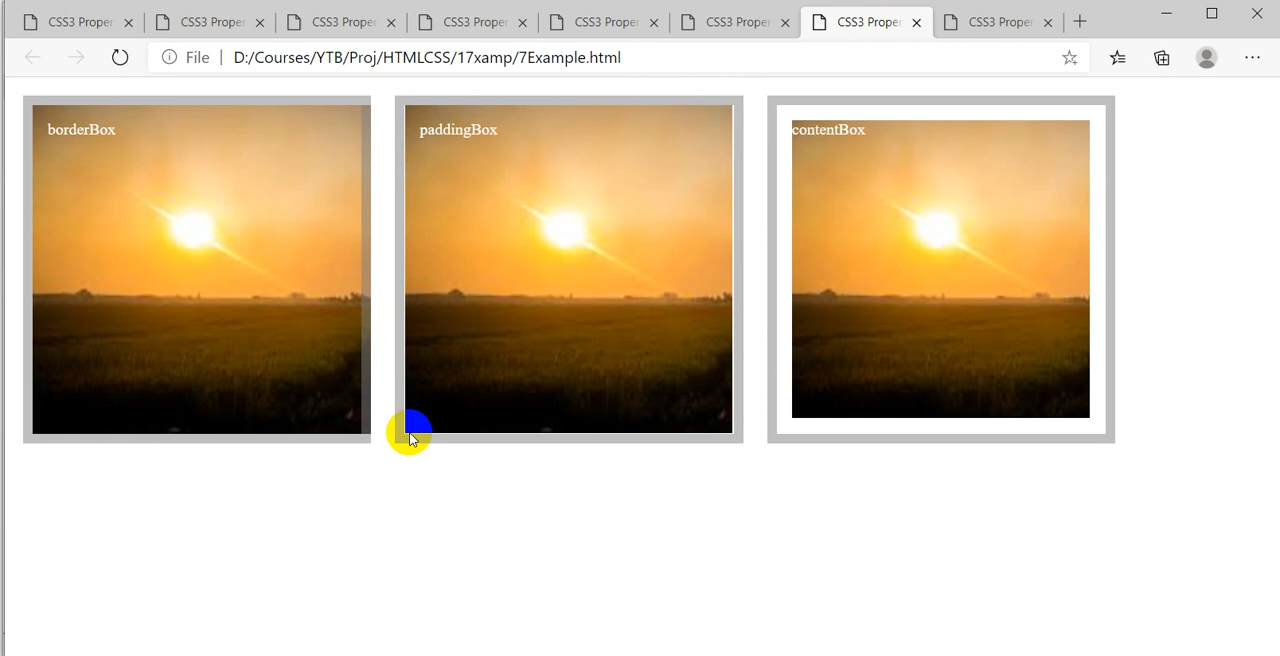 CSS3 Proper CSS3 Proper CSS3 Proper CSS3 Proper CSS3 Proper CSS3 Proper CSS3 Proper CSS3 Proper
File | D:/Courses/YTB/Proj/HTMLCSS/17xamp/7Example.html
borderBox paddingBox contentBox